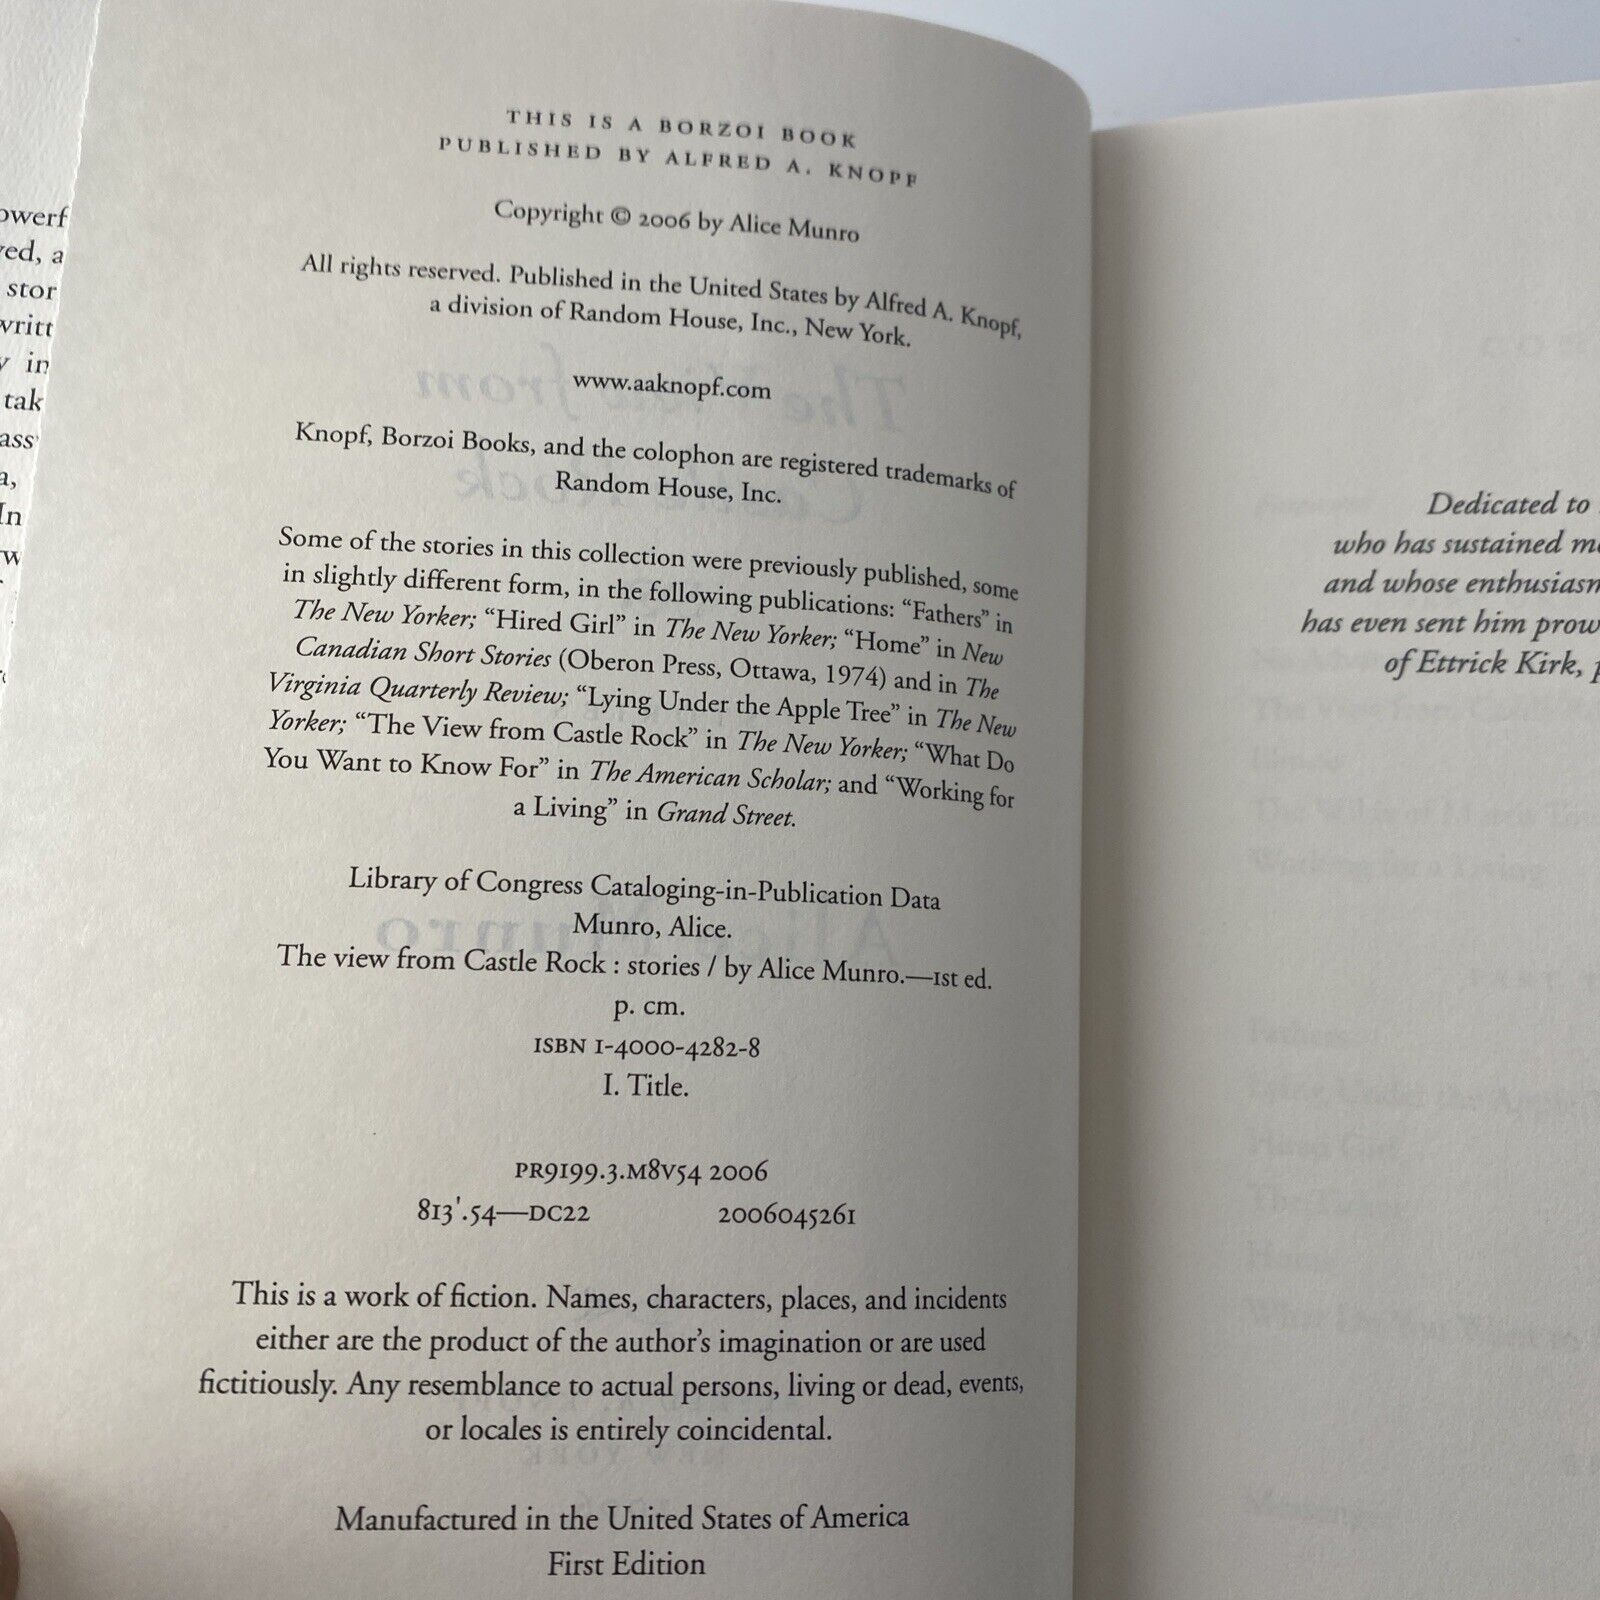 THIS IS A BORZOI BOOK
PUBLISHED BY ALFRED A. KNOPF
Copyright © 2006 by Alice Munro
All rights reserved. Published in the United States by Alfred A. Knopf,
a division of Random House, Inc., New York.
www.aaknopf.com
Knopf, Borzoi Books, and the colophon are registered trademarks of
Random House, Inc.
Some of the stories in this collection were previously published, some
in slightly different form, in the following publications: “Fathers” in
The New Yorker; “Hired Girl” in The New Yorker; “Home” in New
Canadian Short Stories (Oberon Press, Ottawa, 1974) and in The
Virginia Quarterly Review; “Lying Under the Apple Tree” in The New
Yorker; “The View from Castle Rock” in The New Yorker; “What Do
You Want to Know For” in The American Scholar; and “Working for
a Living” in Grand Street.
Library of Congress Cataloging-in-Publication Data
Munro, Alice.
The view from Castle Rock : stories / by Alice Munro.—1st ed.
p. cm.
ISBN 1-4000-4282-8
I. Title.
PR9199.3.M8V54 2006
813'.54—DC22 2006045261
This is a work of fiction. Names, characters, places, and incidents
either are the product of the author’s imagination or are used
fictitiously. Any resemblance to actual persons, living or dead, events,
or locales is entirely coincidental.
Manufactured in the United States of America
First Edition
Dedicated to
who has sustained
and whose enthusiasm
has even sent him
of Ettrick Kirk,